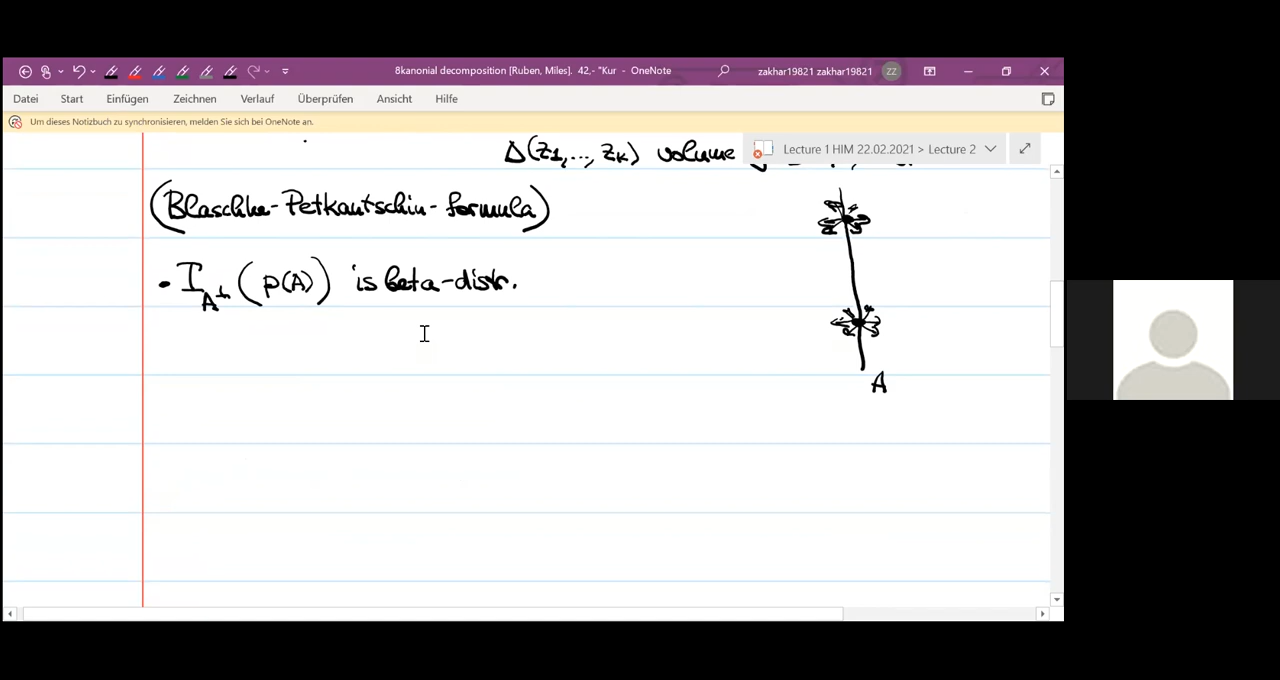 8kanonial decomposition [Ruben, Miles]. 42,- "Kur - OneNote
zakhar19821 zakhar19821
ZZ
Datei Start Einfügen Zeichnen Verlauf Überprüfen Ansicht Hilfe
Um dieses Notizbuch zu synchronisieren, melden Sie sich bei OneNote an.
Lecture 1 HIM 22.02.2021 > Lecture 2
Δ(z1,..., zk) volume
(Blaschke-Petkantschin-formula)
• I_A⊥ (p(A)) is beta-distr.
A